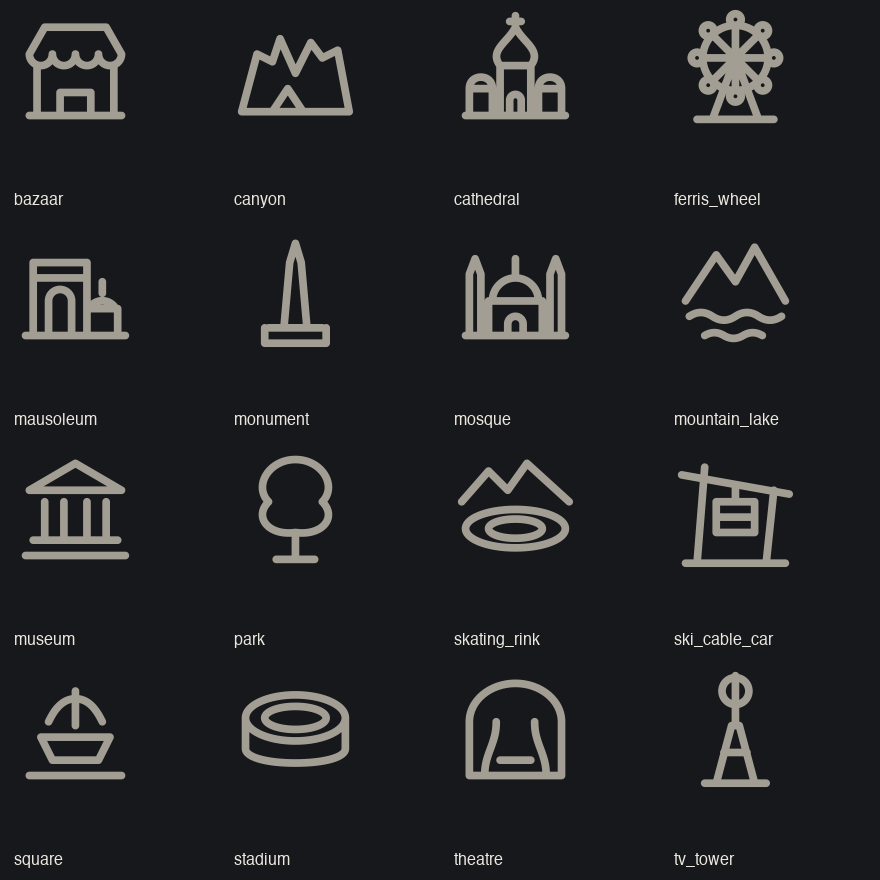 bazaar
canyon
cathedral
ferris_wheel
mausoleum
monument
mosque
mountain_lake
museum
park
skating_rink
ski_cable_car
square
stadium
theatre
tv_tower